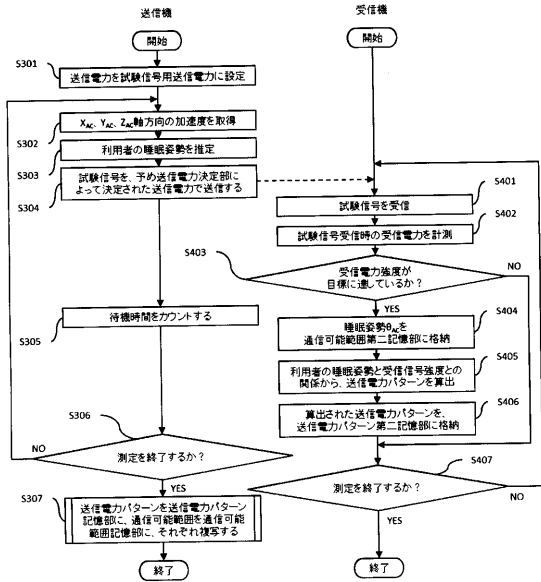 送信機
開始
S301
送信電力を試験信号用送信電力に設定
XAC、YAC、ZAC軸方向の加速度を取得
S302
利用者の睡眠姿勢を推定
S303
試験信号を、予め送信電力決定部に
よって決定された送信電力で送信する
S304
待機時間をカウントする
S305
S306
NO
測定を終了するか?
YES
S307
送信電力パターンを送信電力パターン
記憶部に、通信可能範囲を通信可能
範囲記憶部に、それぞれ複写する
終了
受信機
開始
S401
試験信号を受信
S402
試験信号受信時の受信電力を計測
S403
受信電力強度が
目標に達しているか?
NO
YES
S404
睡眠姿勢θACを
通信可能範囲第二記憶部に格納
S405
利用者の睡眠姿勢と受信信号強度との
関係から、送信電力パターンを算出
S406
算出された送信電力パターンを、
送信電力パターン第二記憶部に格納
S407
測定を終了するか?
NO
YES
終了